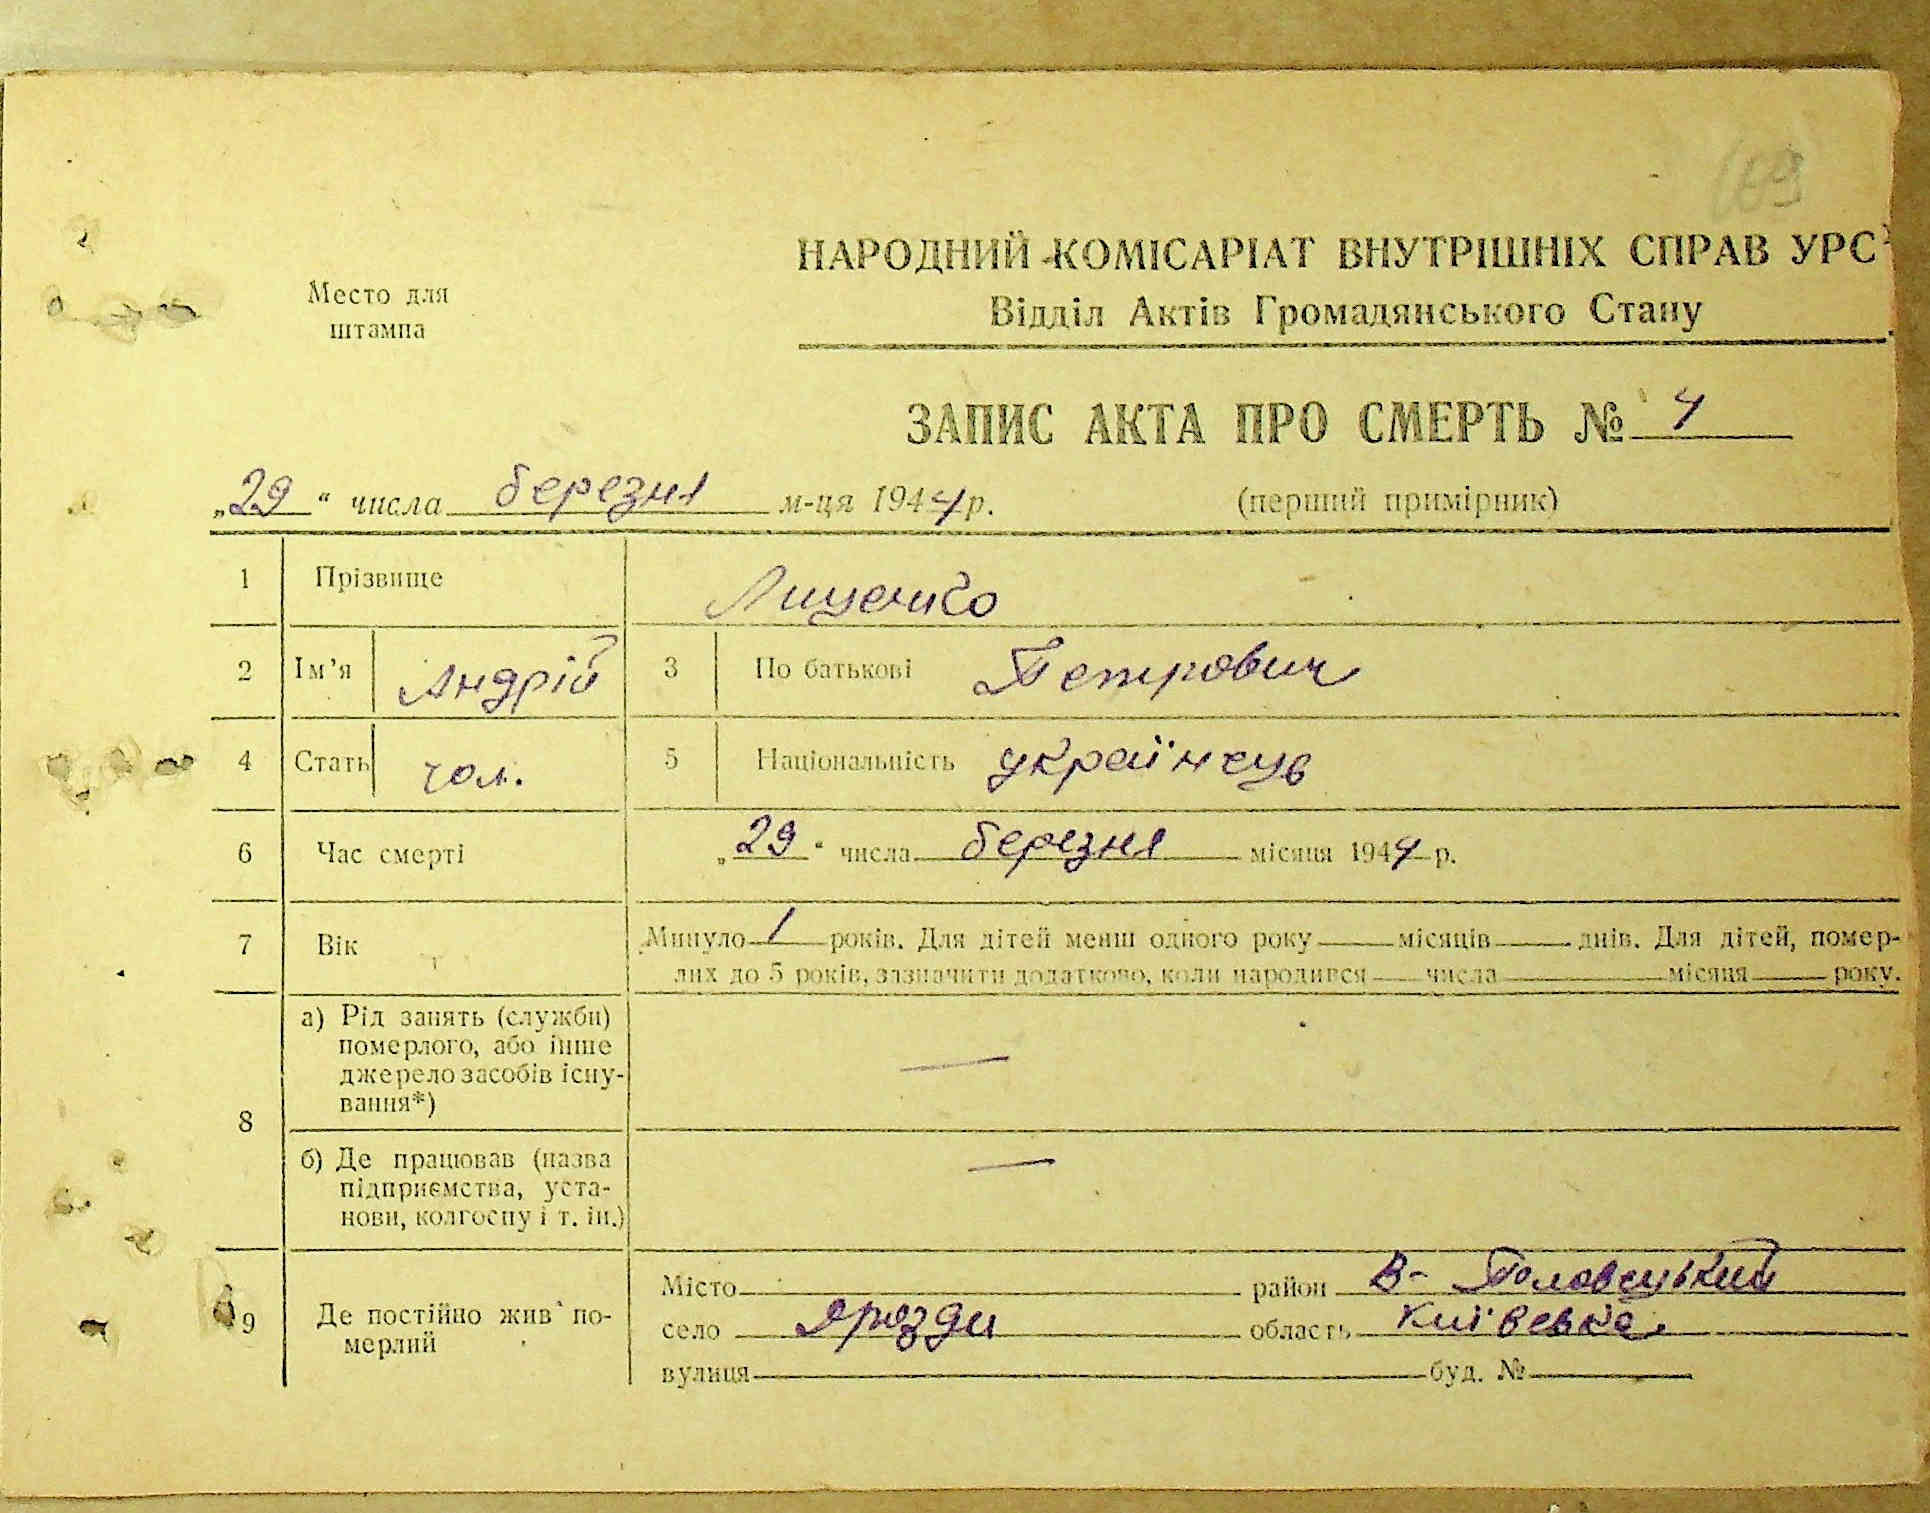 НАРОДНИЙ КОМІСАРІАТ ВНУТРІШНІХ СПРАВ УРС
Відділ Актів Громадянського Стану
Место для
штампа
ЗАПИС АКТА ПРО СМЕРТЬ № 4
„29“ числа березня м-ця 1944 р.
(перший примірник)
1 Прізвище Лищенко
2 Ім’я Андрій 3 По батькові Петрович
4 Стать чол. 5 Національність українець
6 Час смерті „29“ числа березня місяця 1944 р.
7 Вік Минуло 1 років. Для дітей менш одного року — місяців — днів. Для дітей, помер-
лих до 5 років, зазначити додатково, коли народився — числа — місяця — року.
8 а) Рід занять (служби)
померлого, або інше
джерело засобів існу-
вання*) —
б) Де працював (назва
підприємства, уста-
нови, колгоспу і т. ін.) —
9 Де постійно жив по-
мерлий
Місто район В-Половецький
село Дрозди область Київська
вулиця буд. №